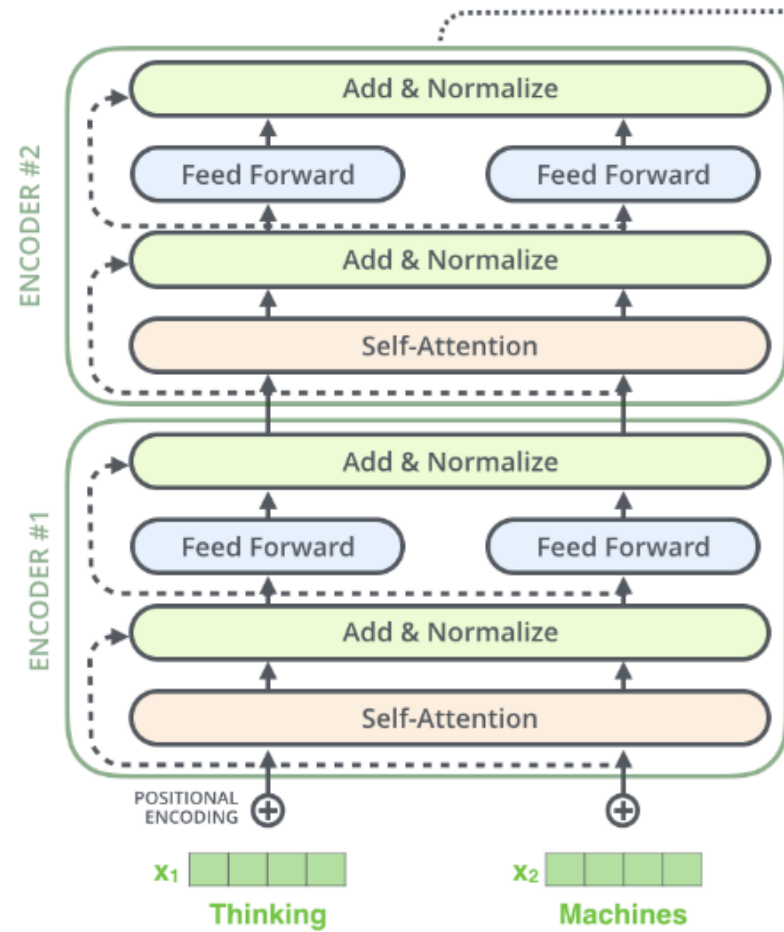 ENCODER #2
Add & Normalize
Feed Forward
Feed Forward
Add & Normalize
Self-Attention
ENCODER #1
Add & Normalize
Feed Forward
Feed Forward
Add & Normalize
Self-Attention
POSITIONAL
ENCODING
x₁
x₂
Thinking
Machines